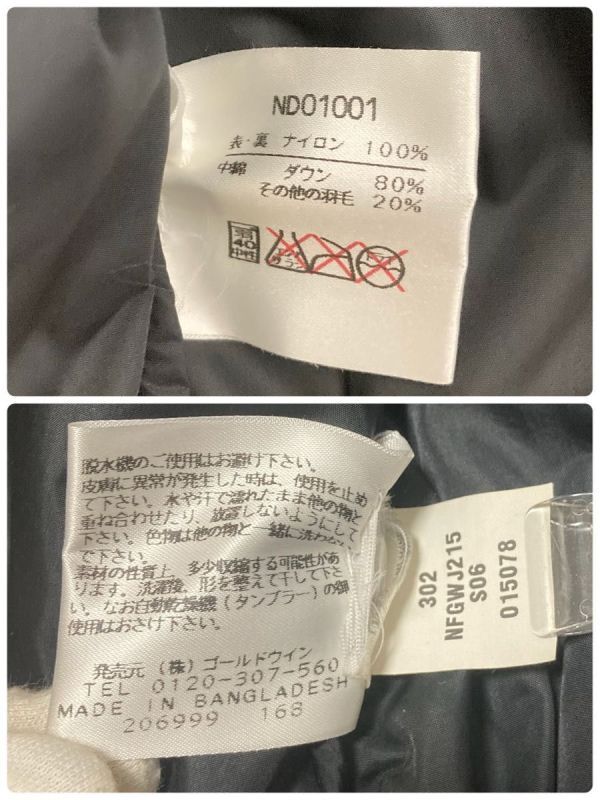 ND01001
表・裏 ナイロン 100%
中綿 ダウン 80%
その他の羽毛 20%
40
中性
脱水機のご使用はお避け下さい。
皮膚に異常が発生した時は、使用を止め
て下さい。水や汗で濡れたまま他の物と
重ね合わせたり、放置しないようにして
下さい。色物は他の物と一緒に洗わない
で下さい。
素材の性質上、多少収縮する可能性があ
ります。洗濯後、形を整えて干して下さ
い。なお自動乾燥機(タンブラー)の御
使用はおさけ下さい。
発売元 (株)ゴールドウイン
TEL 0120-307-560
MADE IN BANGLADESH
206999 168
302
NFGWJ215
S06
015078